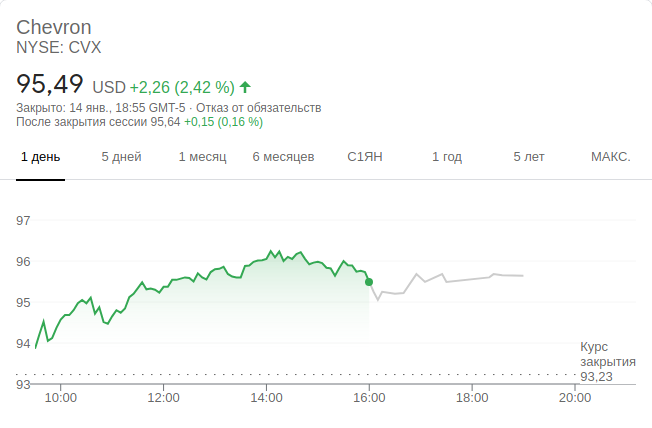 Chevron
NYSE: CVX
95,49 USD +2,26 (2,42 %)
Закрыто: 14 янв., 18:55 GMT-5 · Отказ от обязательств
После закрытия сессии 95,64 +0,15 (0,16 %)
1 день 5 дней 1 месяц 6 месяцев С1ЯН 1 год 5 лет МАКС.
97
96
95
94
Курс
закрытия
93,23
93
10:00 12:00 14:00 16:00 18:00 20:00